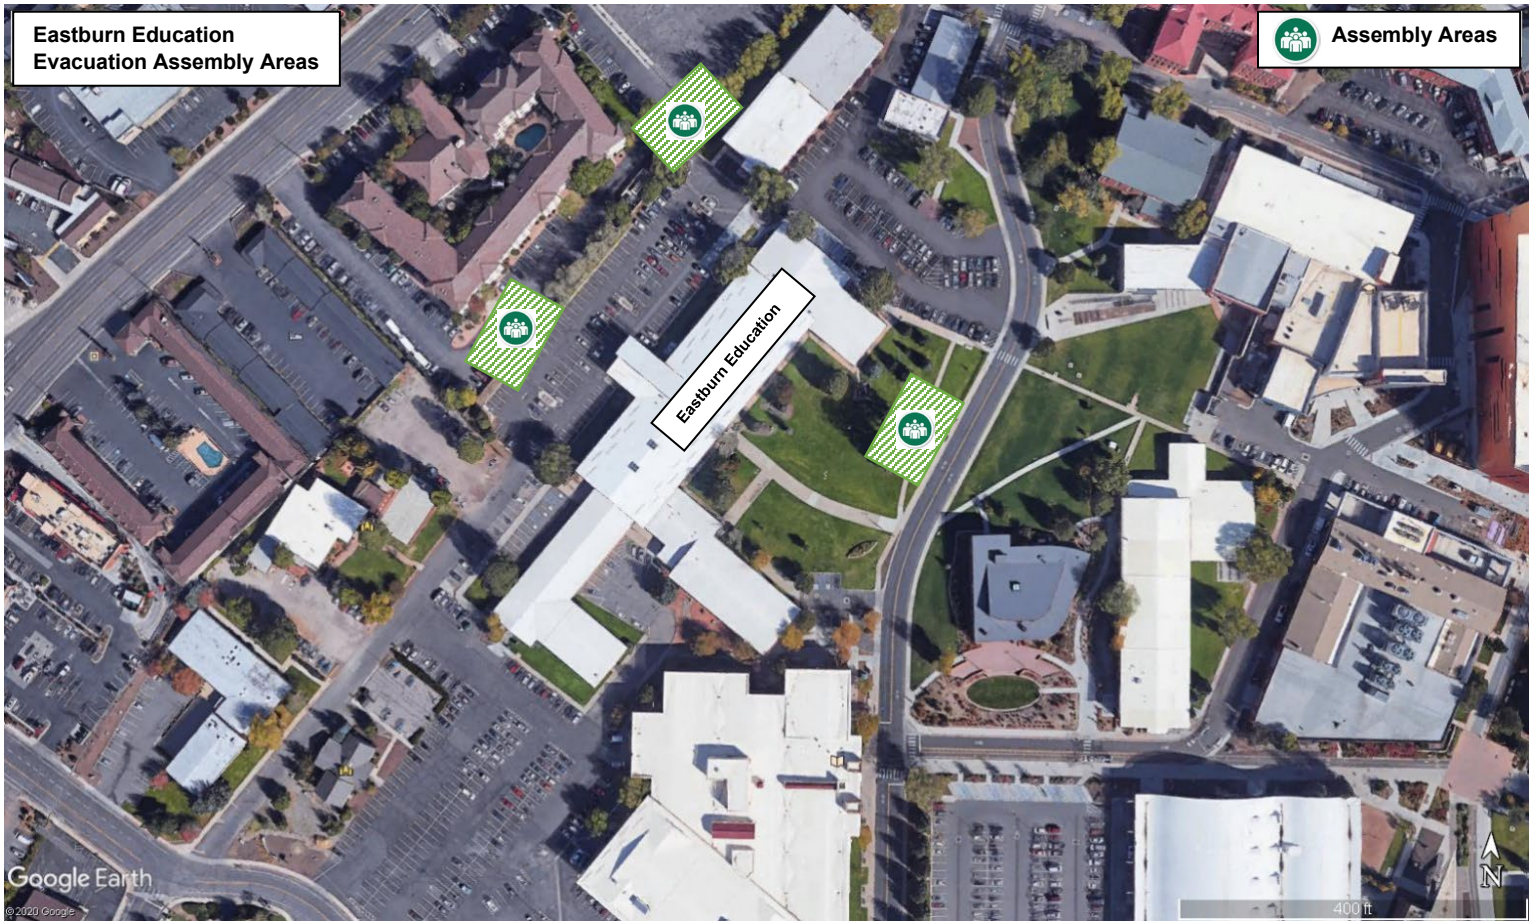 Eastburn Education
Evacuation Assembly Areas
Assembly Areas
Eastburn Education
N
Google Earth
©2020 Google
400 ft